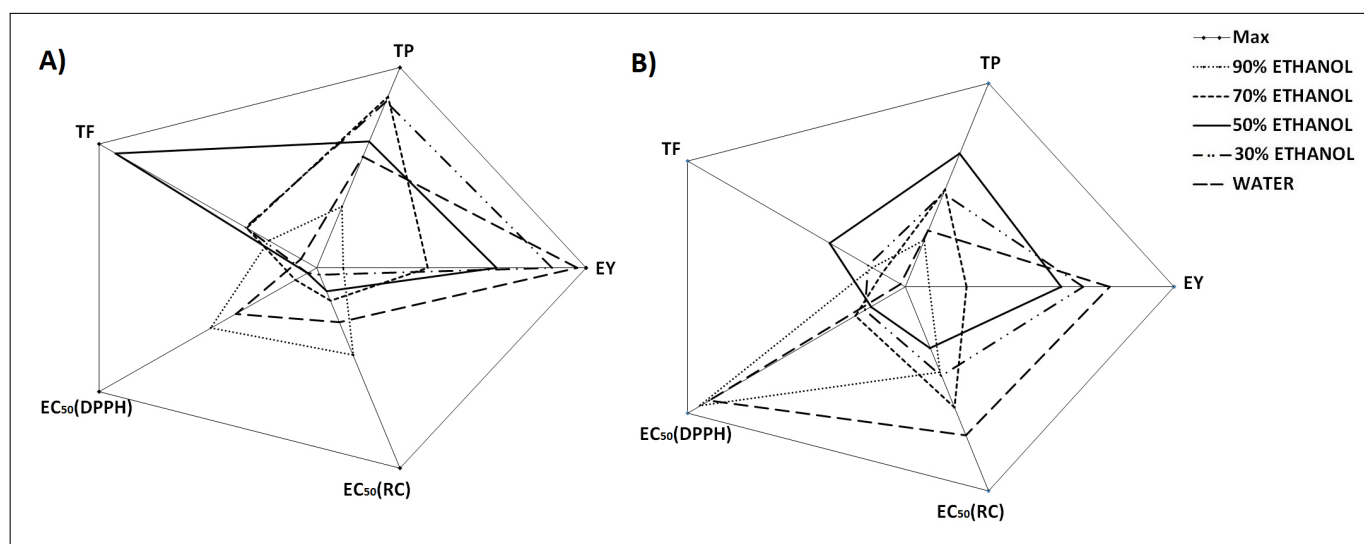 A)
TP
TF
EY
EC₅₀(DPPH)
EC₅₀(RC)
B)
TP
TF
EY
EC₅₀(DPPH)
EC₅₀(RC)
Max
90% ETHANOL
70% ETHANOL
50% ETHANOL
30% ETHANOL
WATER